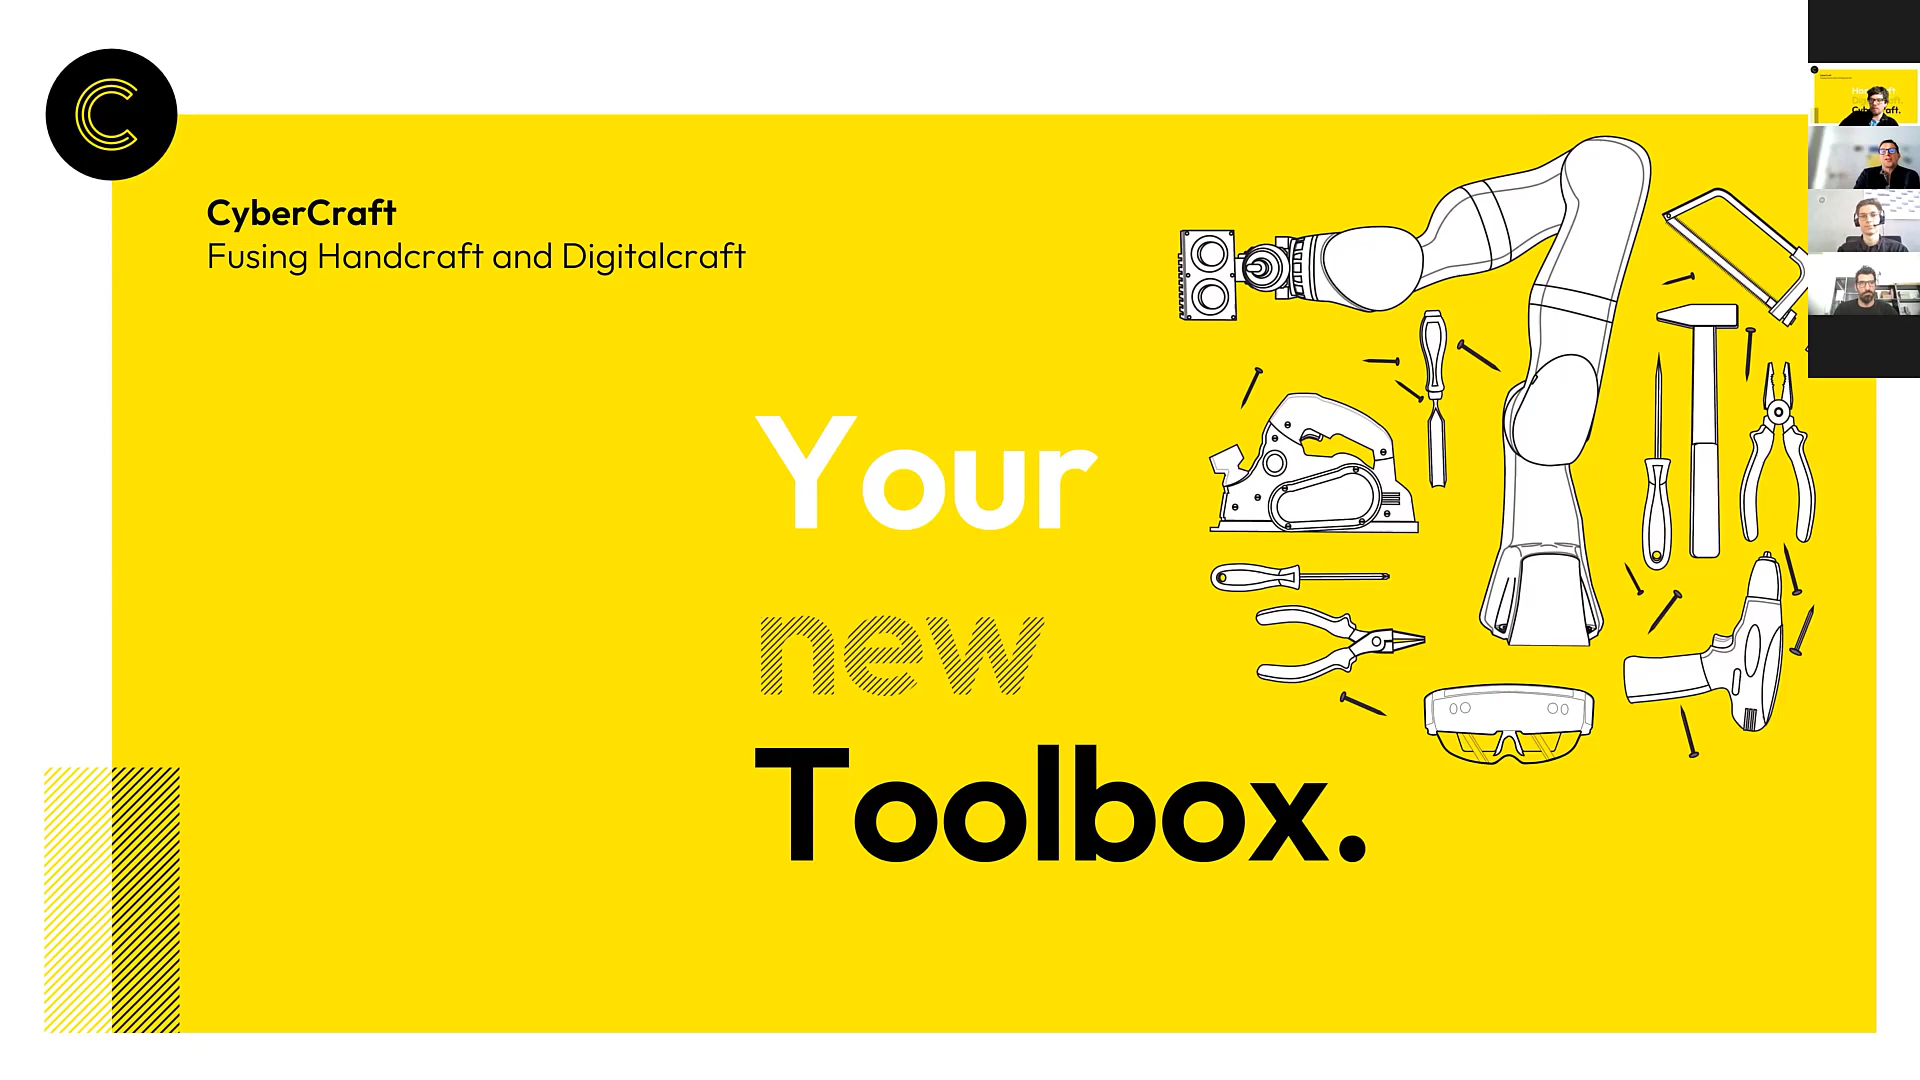 C
CyberCraft
Fusing Handcraft and Digitalcraft
Your
new
Toolbox.